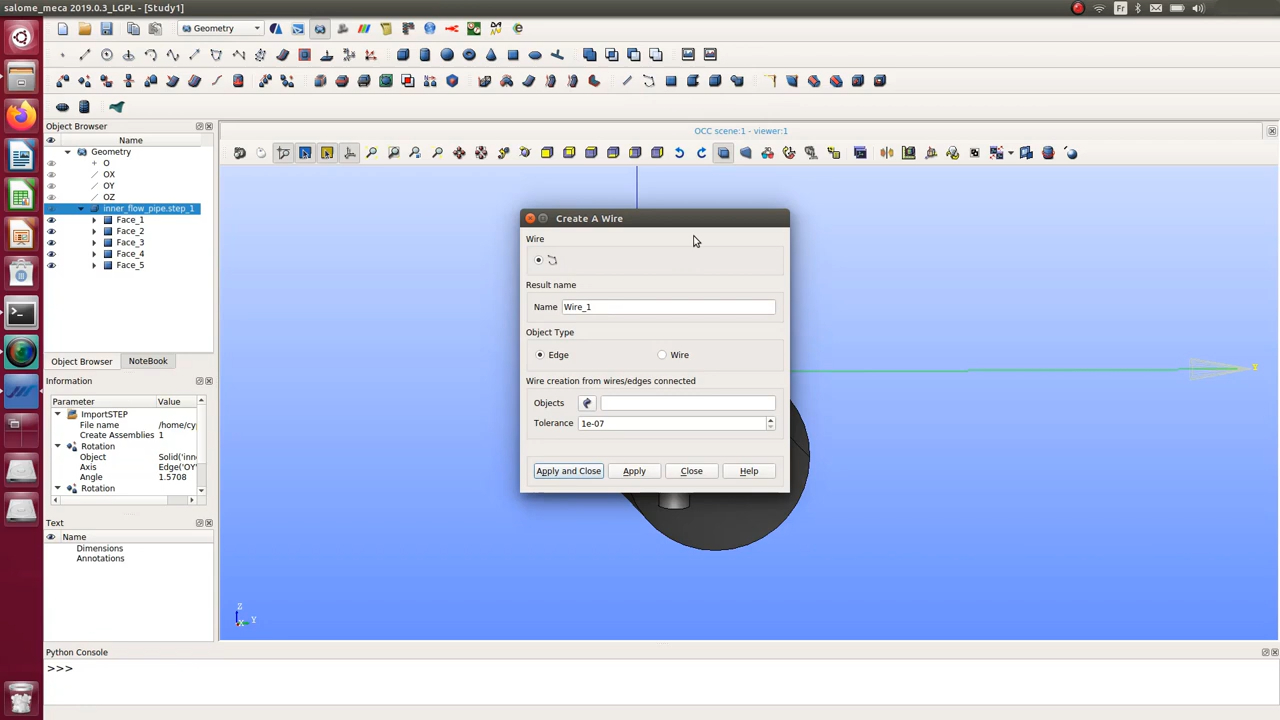 salome_meca 2019.0.3_LGPL - [Study1]
Fr
Geometry
Object Browser
OCC scene:1 - viewer:1
Name
Geometry
O
OX
OY
OZ
inner_flow_pipe.step_1
Face_1
Face_2
Face_3
Face_4
Face_5
Object Browser
NoteBook
Information
Parameter Value
ImportSTEP
File name /home/cy
Create Assemblies 1
Rotation
Object Solid('inn
Axis Edge('OY
Angle 1.5708
Rotation
Text
Name
Dimensions
Annotations
Create A Wire
Wire
Result name
Name Wire_1
Object Type
Edge Wire
Wire creation from wires/edges connected
Objects
Tolerance 1e-07
Apply and Close Apply Close Help
Y
Z
Y
X
Python Console
>>>